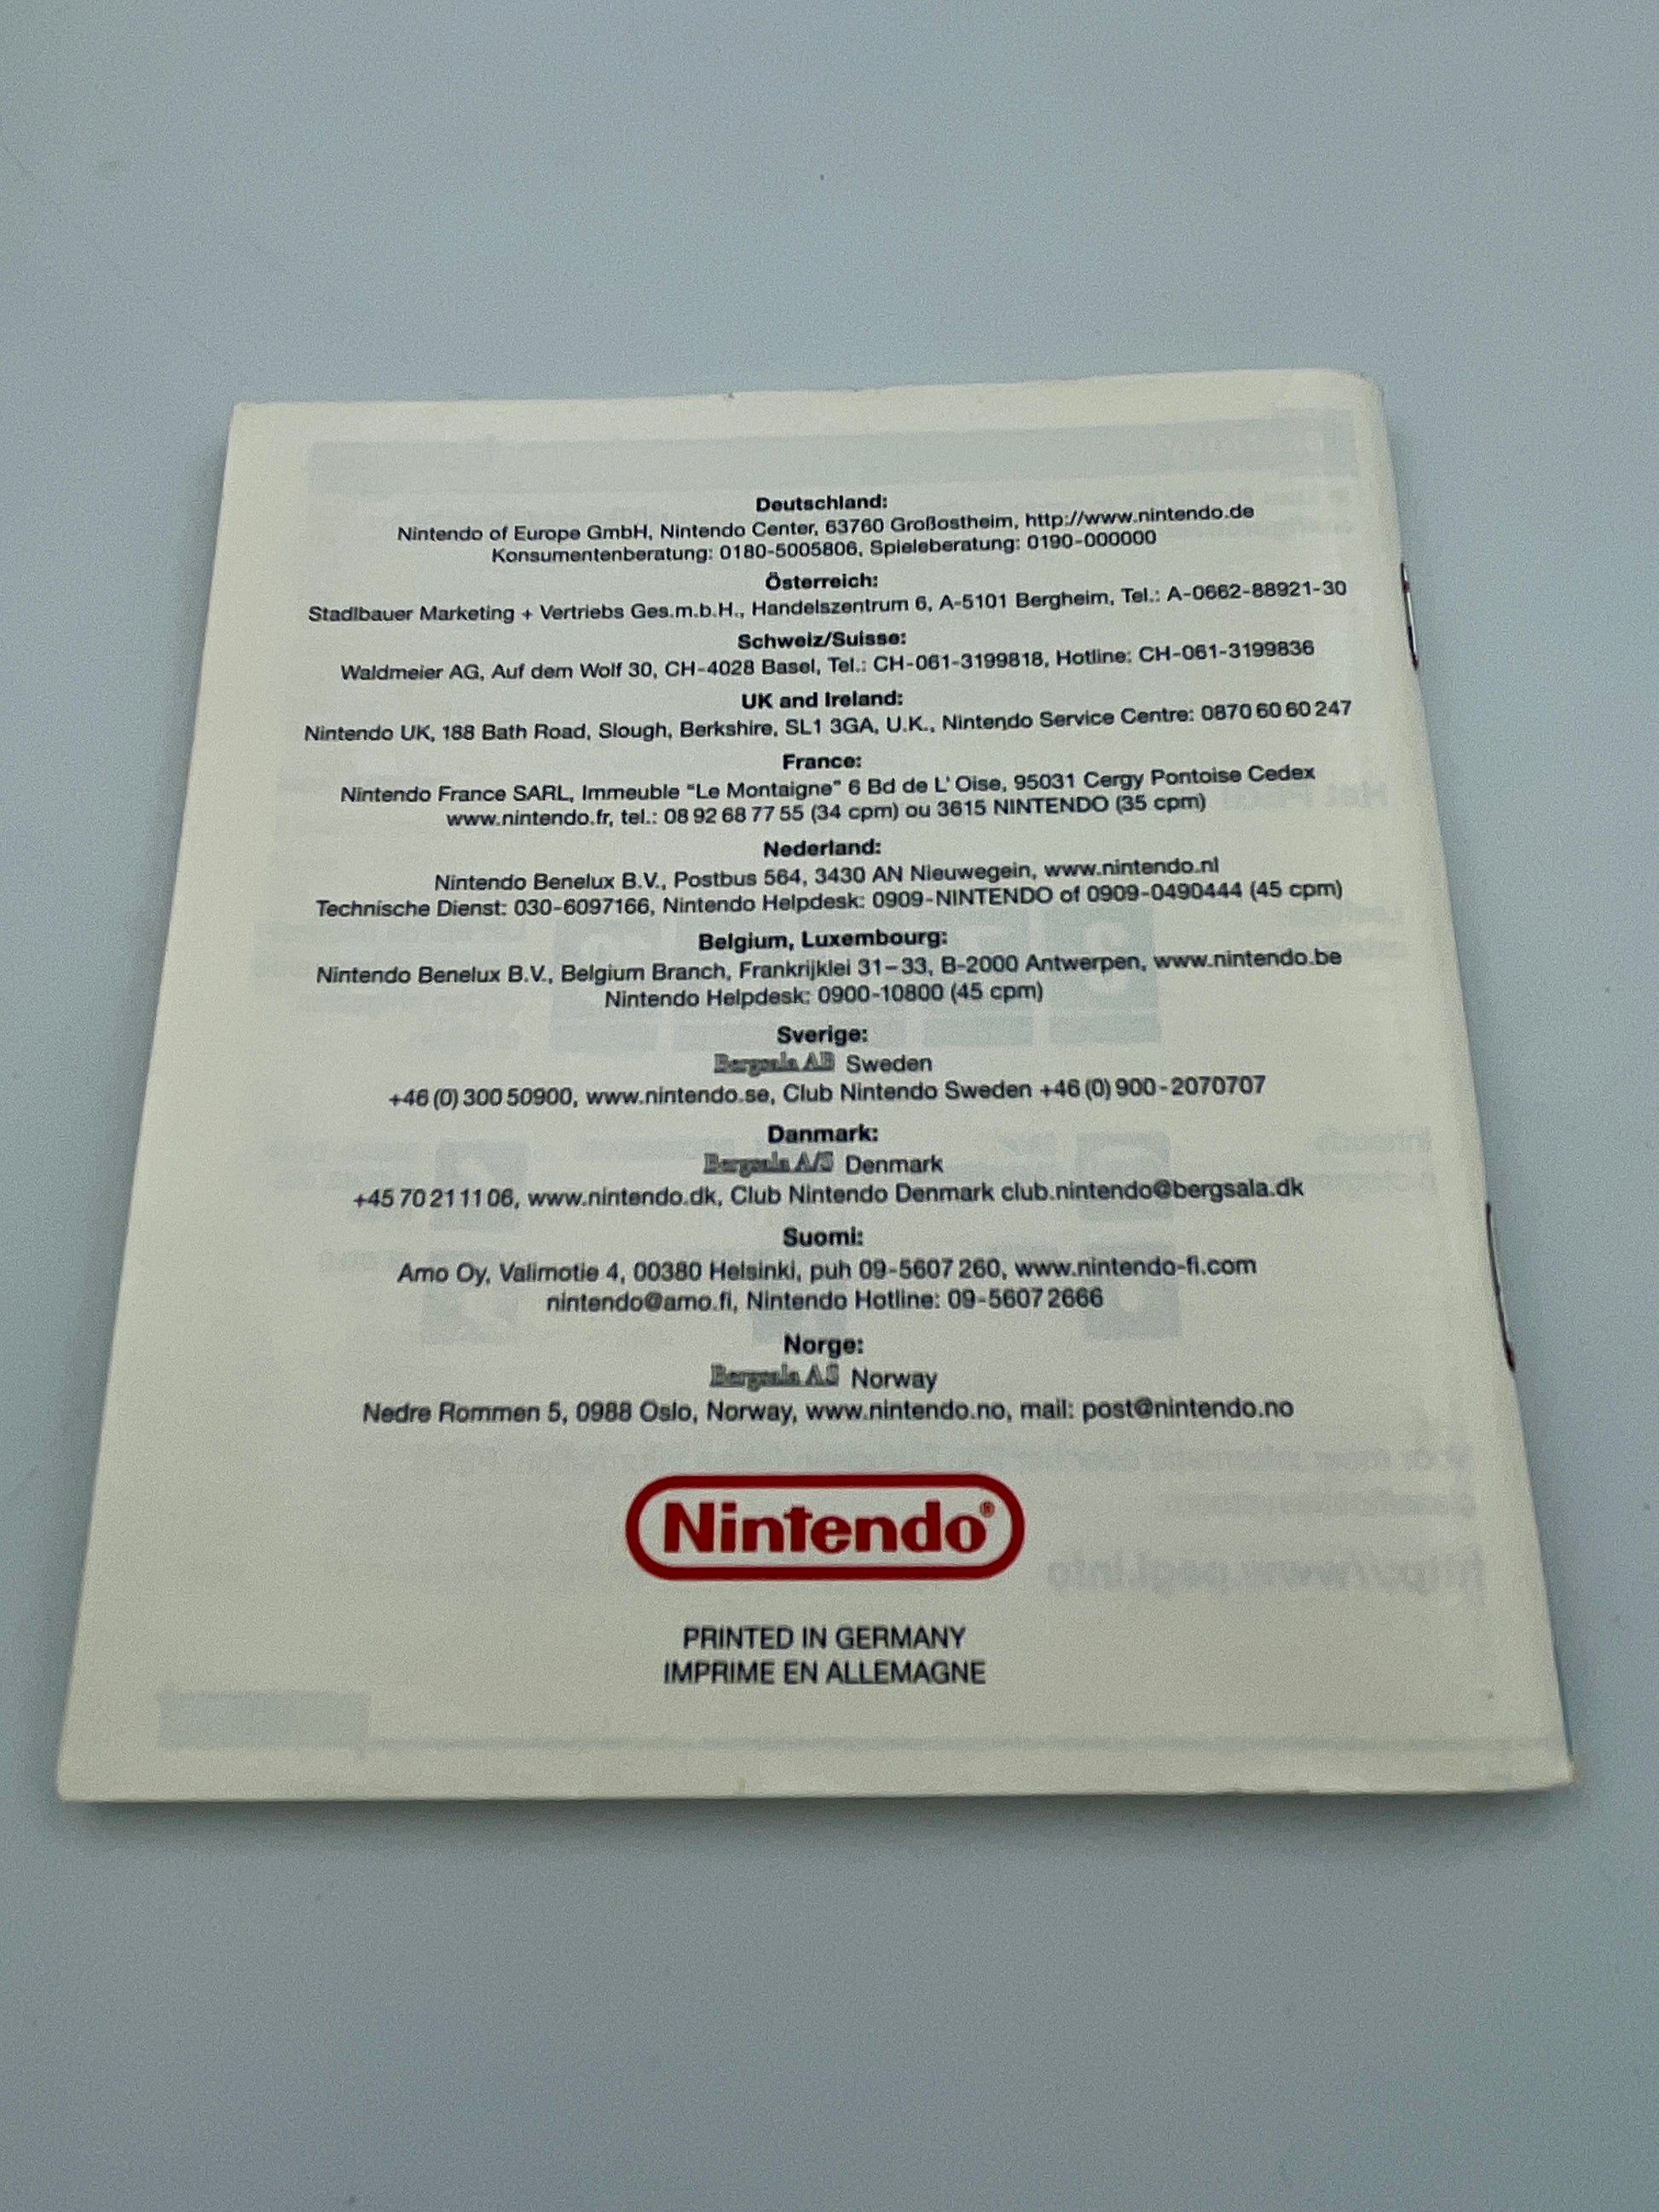 Deutschland:
Nintendo of Europe GmbH, Nintendo Center, 63760 Großostheim, http://www.nintendo.de
Konsumentenberatung: 0180-5005806, Spieleberatung: 0190-000000
Österreich:
Stadlbauer Marketing + Vertriebs Ges.m.b.H., Handelszentrum 6, A-5101 Bergheim, Tel.: A-0662-88921-30
Schweiz/Suisse:
Waldmeier AG, Auf dem Wolf 30, CH-4028 Basel, Tel.: CH-061-3199818, Hotline: CH-061-3199836
UK and Ireland:
Nintendo UK, 188 Bath Road, Slough, Berkshire, SL1 3GA, U.K., Nintendo Service Centre: 0870 60 60 247
France:
Nintendo France SARL, Immeuble "Le Montaigne" 6 Bd de L' Oise, 95031 Cergy Pontoise Cedex
www.nintendo.fr, tel.: 08 92 68 77 55 (34 cpm) ou 3615 NINTENDO (35 cpm)
Nederland:
Nintendo Benelux B.V., Postbus 564, 3430 AN Nieuwegein, www.nintendo.nl
Technische Dienst: 030-6097166, Nintendo Helpdesk: 0909-NINTENDO of 0909-0490444 (45 cpm)
Belgium, Luxembourg:
Nintendo Benelux B.V., Belgium Branch, Frankrijklei 31–33, B-2000 Antwerpen, www.nintendo.be
Nintendo Helpdesk: 0900-10800 (45 cpm)
Sverige:
Bergsala AB Sweden
+46 (0) 300 50900, www.nintendo.se, Club Nintendo Sweden +46 (0) 900-2070707
Danmark:
Bergsala A/S Denmark
+45 70 21 11 06, www.nintendo.dk, Club Nintendo Denmark club.nintendo@bergsala.dk
Suomi:
Amo Oy, Valimotie 4, 00380 Helsinki, puh 09-5607 260, www.nintendo-fi.com
nintendo@amo.fi, Nintendo Hotline: 09-5607 2666
Norge:
Bergsala AS Norway
Nedre Rommen 5, 0988 Oslo, Norway, www.nintendo.no, mail: post@nintendo.no
Nintendo®
http://www.pegi.info
PRINTED IN GERMANY
IMPRIME EN ALLEMAGNE